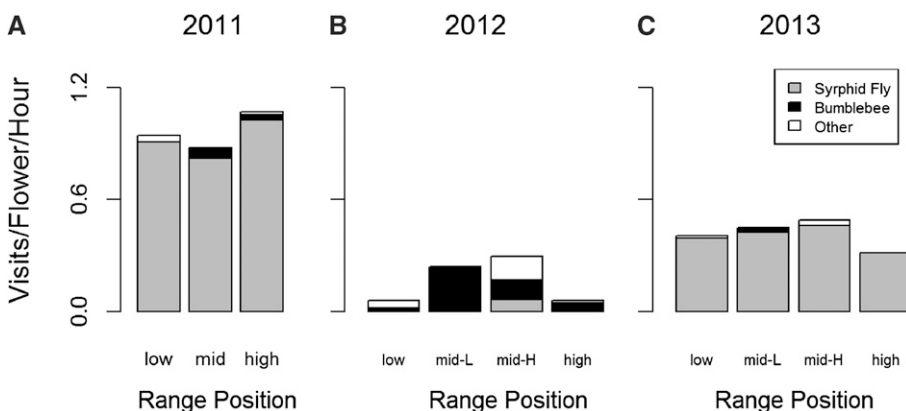 A 2011 B 2012 C 2013
Visits/Flower/Hour
1.2
0.6
0.0
Syrphid Fly
Bumblebee
Other
low mid high low mid-L mid-H high low mid-L mid-H high
Range Position Range Position Range Position